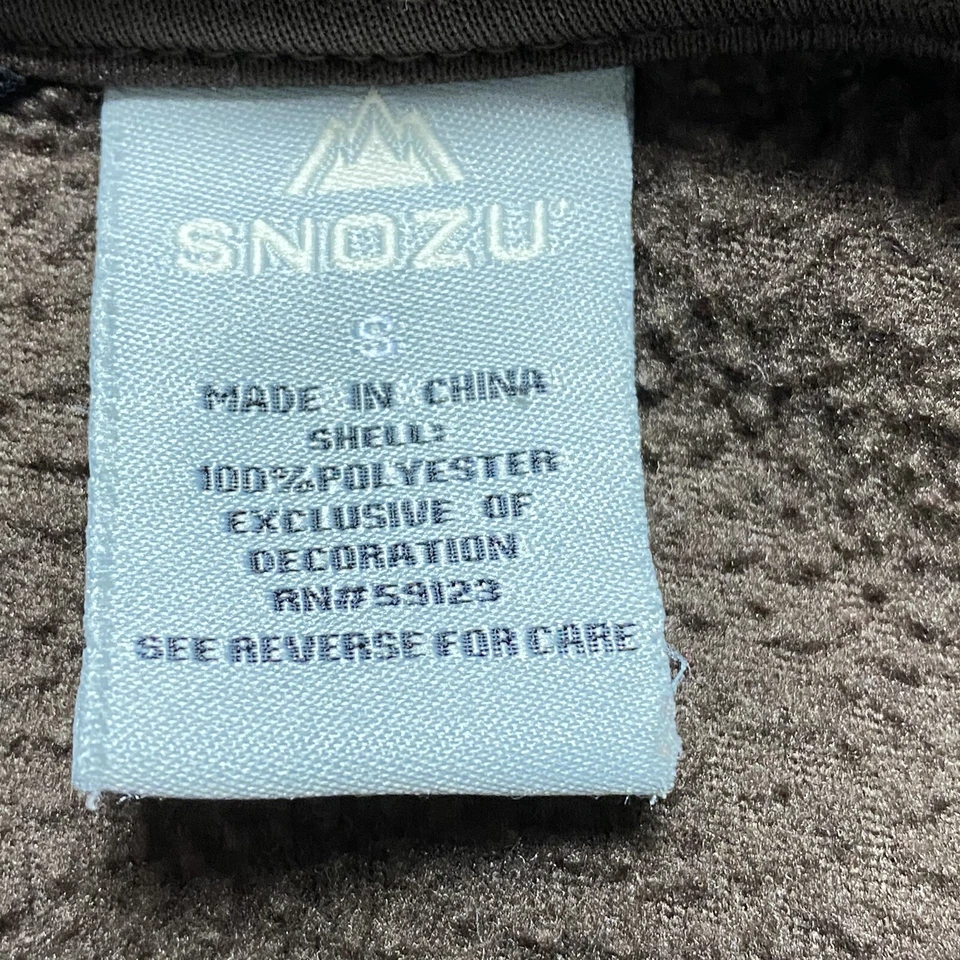 SNOZU
S
MADE IN CHINA
SHELL:
100%POLYESTER
EXCLUSIVE OF
DECORATION
RN#59123
SEE REVERSE FOR CARE